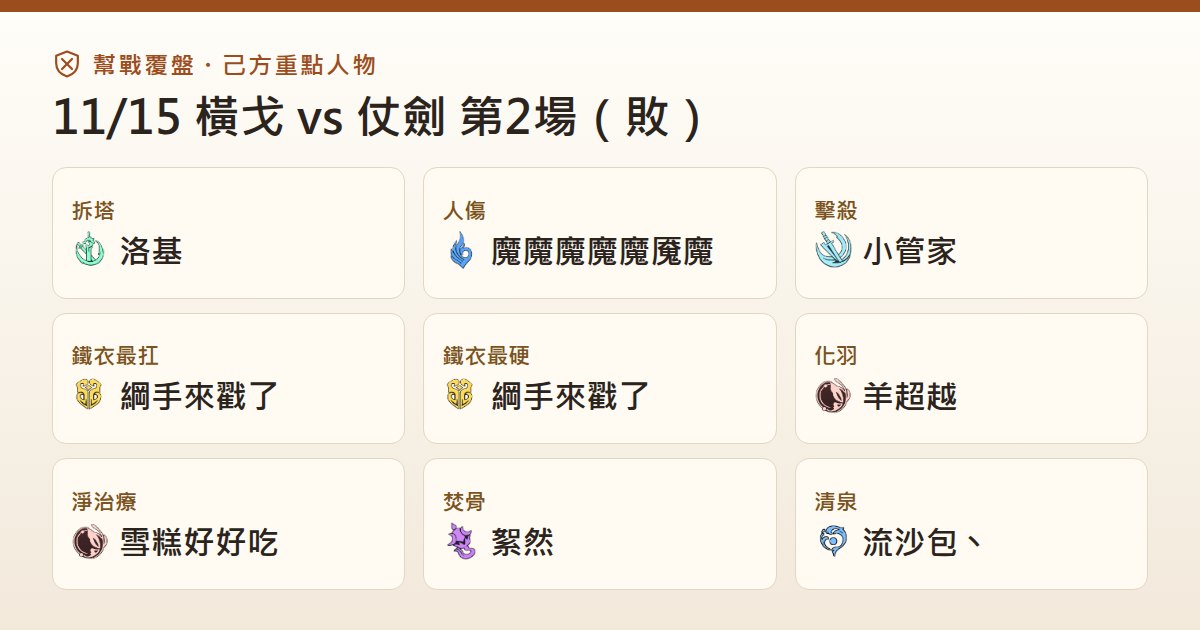 幫戰覆盤 · 己方重點人物
11/15 橫戈 vs 仗劍 第2場（敗）
拆塔
洛基
人傷
魔魔魔魔魔魘魔
擊殺
小管家
鐵衣最扛
綱手來戳了
鐵衣最硬
綱手來戳了
化羽
羊超越
淨治療
雪糕好好吃
焚骨
絮然
清泉
流沙包丶